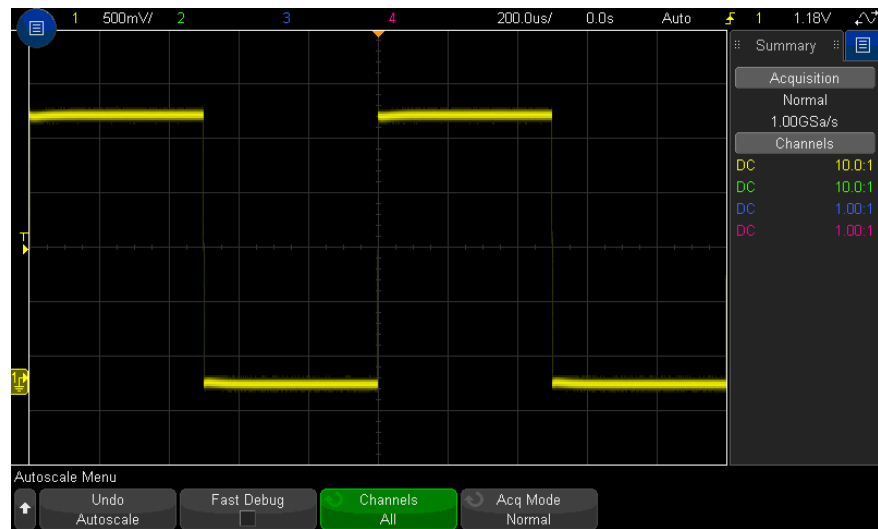 1 500mV/ 2 3 4 200.0us/ 0.0s Auto 1 1.18V
Summary
Acquisition
Normal
1.00GSa/s
Channels
DC 10.0:1
DC 10.0:1
DC 1.00:1
DC 1.00:1
T
1
Autoscale Menu
Undo Autoscale
Fast Debug
Channels All
Acq Mode Normal